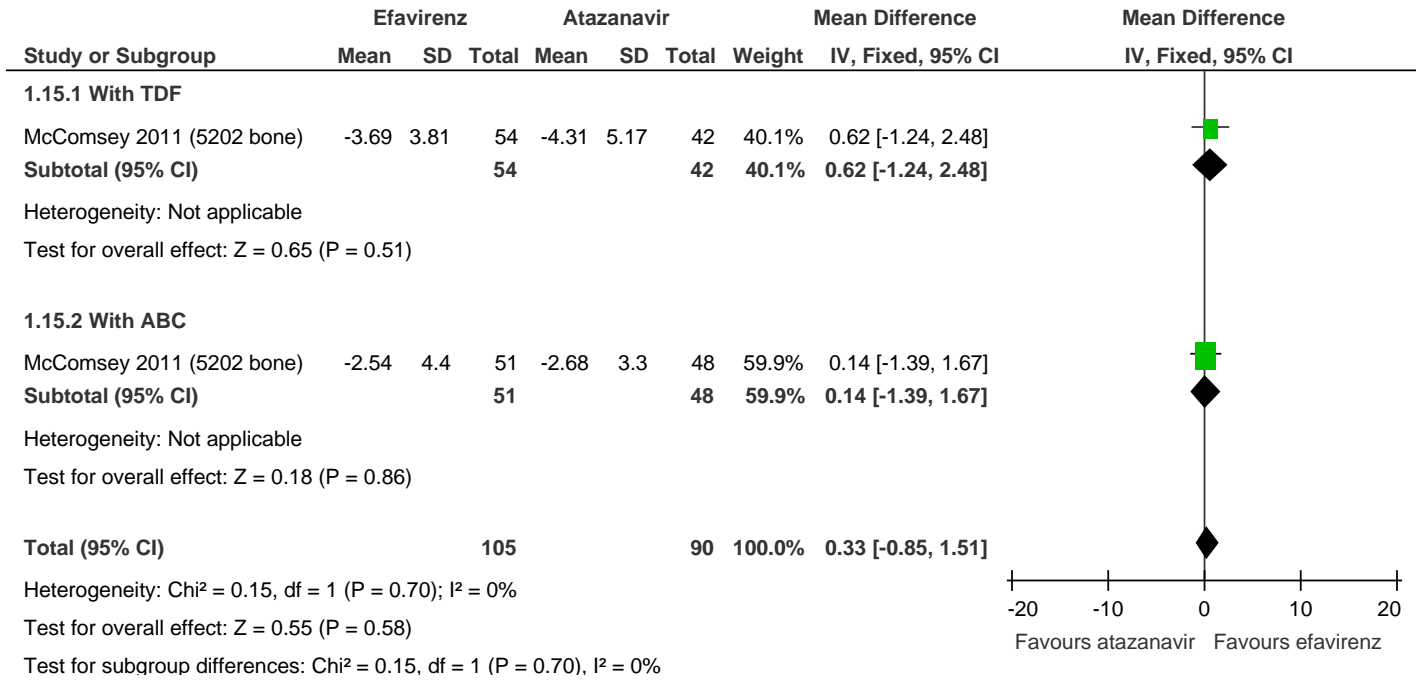 Efavirenz Atazanavir Mean Difference Mean Difference
Study or Subgroup Mean SD Total Mean SD Total Weight IV, Fixed, 95% CI IV, Fixed, 95% CI
1.15.1 With TDF
McComsey 2011 (5202 bone) -3.69 3.81 54 -4.31 5.17 42 40.1% 0.62 [-1.24, 2.48]
Subtotal (95% CI) 54 42 40.1% 0.62 [-1.24, 2.48]
Heterogeneity: Not applicable
Test for overall effect: Z = 0.65 (P = 0.51)
1.15.2 With ABC
McComsey 2011 (5202 bone) -2.54 4.4 51 -2.68 3.3 48 59.9% 0.14 [-1.39, 1.67]
Subtotal (95% CI) 51 48 59.9% 0.14 [-1.39, 1.67]
Heterogeneity: Not applicable
Test for overall effect: Z = 0.18 (P = 0.86)
Total (95% CI) 105 90 100.0% 0.33 [-0.85, 1.51]
Heterogeneity: Chi² = 0.15, df = 1 (P = 0.70); I² = 0%
Test for overall effect: Z = 0.55 (P = 0.58)
Test for subgroup differences: Chi² = 0.15, df = 1 (P = 0.70), I² = 0%
-20 -10 0 10 20
Favours atazanavir Favours efavirenz